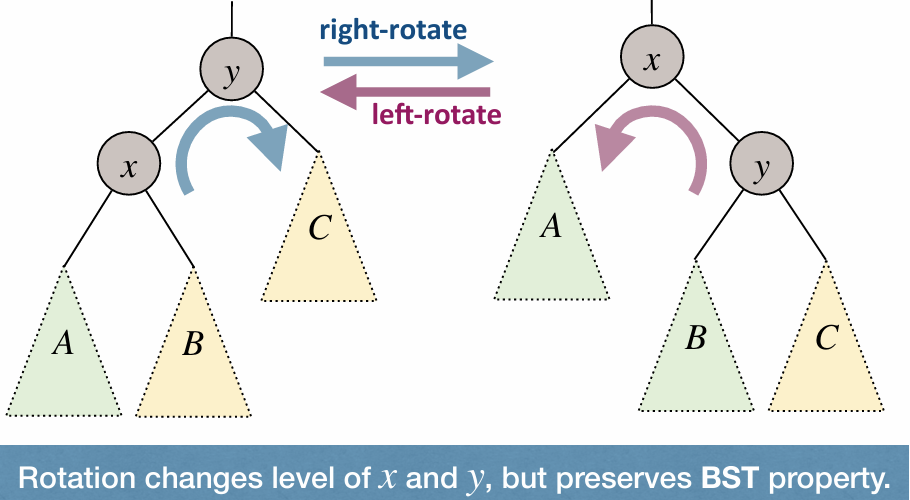 right-rotate
left-rotate
y
x
A
B
C
x
y
A
B
C
Rotation changes level of x and y, but preserves BST property.